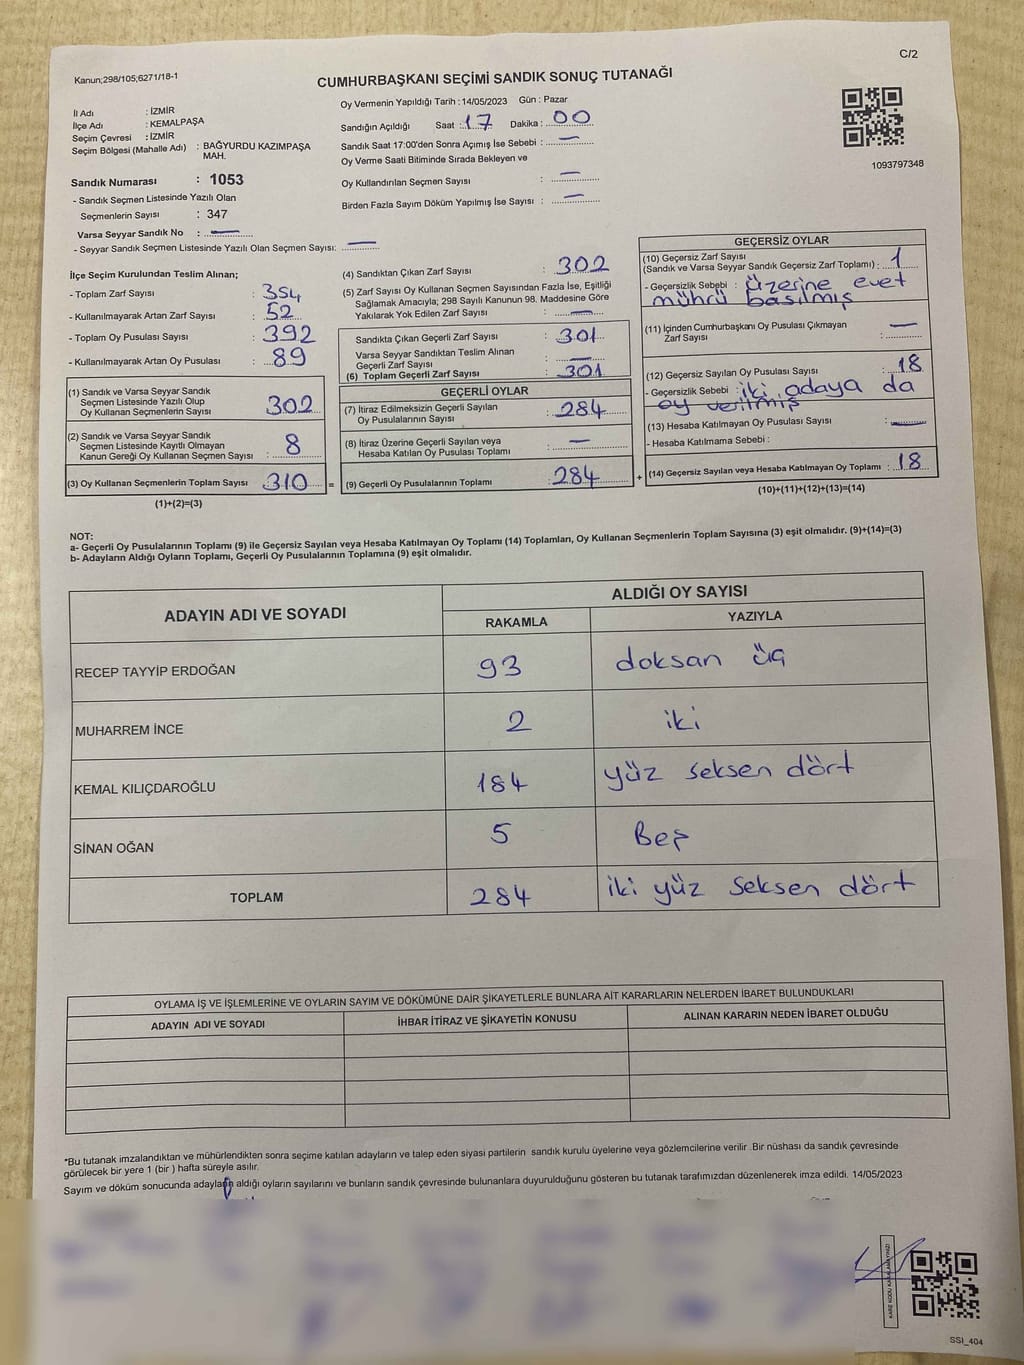 Kanun;298/105;6271/18-1
C/2
CUMHURBAŞKANI SEÇİMİ SANDIK SONUÇ TUTANAĞI
İl Adı : İZMİR
İlçe Adı : KEMALPAŞA
Seçim Çevresi : İZMİR
Seçim Bölgesi (Mahalle Adı) : BAĞYURDU KAZIMPAŞA
MAH.
Sandık Numarası : 1053
- Sandık Seçmen Listesinde Yazılı Olan
Seçmenlerin Sayısı : 347
Varsa Seyyar Sandık No : —
- Seyyar Sandık Seçmen Listesinde Yazılı Olan Seçmen Sayısı: —
Oy Vermenin Yapıldığı Tarih : 14/05/2023 Gün : Pazar
Sandığın Açıldığı Saat : 17 Dakika : 00
Sandık Saat 17:00'den Sonra Açımış İse Sebebi : —
Oy Verme Saati Bitiminde Sırada Bekleyen ve
Oy Kullandırılan Seçmen Sayısı : —
Birden Fazla Sayım Döküm Yapılmış İse Sayısı : —
1093797348
İlçe Seçim Kurulundan Teslim Alınan;
- Toplam Zarf Sayısı : 354
- Kullanılmayarak Artan Zarf Sayısı : 52
- Toplam Oy Pusulası Sayısı : 392
- Kullanılmayarak Artan Oy Pusulası : 89
(1) Sandık ve Varsa Seyyar Sandık
Seçmen Listesinde Yazılı Olup
Oy Kullanan Seçmenlerin Sayısı : 302
(2) Sandık ve Varsa Seyyar Sandık
Seçmen Listesinde Kayıtlı Olmayan
Kanun Gereği Oy Kullanan Seçmen Sayısı : 8
(3) Oy Kullanan Seçmenlerin Toplam Sayısı 310 =
(1)+(2)=(3)
(4) Sandıktan Çıkan Zarf Sayısı : 302
(5) Zarf Sayısı Oy Kullanan Seçmen Sayısından Fazla İse, Eşitliği
Sağlamak Amacıyla; 298 Sayılı Kanunun 98. Maddesine Göre
Yakılarak Yok Edilen Zarf Sayısı : —
Sandıkta Çıkan Geçerli Zarf Sayısı : 301
Varsa Seyyar Sandıktan Teslim Alınan
Geçerli Zarf Sayısı : —
(6) Toplam Geçerli Zarf Sayısı : 301
GEÇERLİ OYLAR
(7) İtiraz Edilmeksizin Geçerli Sayılan
Oy Pusulalarının Sayısı : 284
(8) İtiraz Üzerine Geçerli Sayılan veya
Hesaba Katılan Oy Pusulası Toplamı : —
(9) Geçerli Oy Pusulalarının Toplamı : 284 +
GEÇERSİZ OYLAR
(10) Geçersiz Zarf Sayısı
(Sandık ve Varsa Seyyar Sandık Geçersiz Zarf Toplamı) : 1
- Geçersizlik Sebebi : üzerine evet
mührü basılmış
(11) İçinden Cumhurbaşkanı Oy Pusulası Çıkmayan
Zarf Sayısı : —
(12) Geçersiz Sayılan Oy Pusulası Sayısı : 18
- Geçersizlik Sebebi : iki adaya da
oy verilmiş
(13) Hesaba Katılmayan Oy Pusulası Sayısı : —
- Hesaba Katılmama Sebebi :
(14) Geçersiz Sayılan veya Hesaba Katılmayan Oy Toplamı : 18
(10)+(11)+(12)+(13)=(14)
NOT:
a- Geçerli Oy Pusulalarının Toplamı (9) ile Geçersiz Sayılan veya Hesaba Katılmayan Oy Toplamı (14) Toplamları, Oy Kullanan Seçmenlerin Toplam Sayısına (3) eşit olmalıdır. (9)+(14)=(3)
b- Adayların Aldığı Oyların Toplamı, Geçerli Oy Pusulalarının Toplamına (9) eşit olmalıdır.
ADAYIN ADI VE SOYADI
ALDIĞI OY SAYISI
RAKAMLA YAZIYLA
RECEP TAYYİP ERDOĞAN 93 doksan üç
MUHARREM İNCE 2 iki
KEMAL KILIÇDAROĞLU 184 yüz seksen dört
SİNAN OĞAN 5 Beş
TOPLAM 284 iki yüz seksen dört
OYLAMA İŞ VE İŞLEMLERİNE VE OYLARIN SAYIM VE DÖKÜMÜNE DAİR ŞİKAYETLERLE BUNLARA AİT KARARLARIN NELERDEN İBARET BULUNDUKLARI
ADAYIN ADI VE SOYADI İHBAR İTİRAZ VE ŞİKAYETİN KONUSU ALINAN KARARIN NEDEN İBARET OLDUĞU
*Bu tutanak imzalandıktan ve mühürlendikten sonra seçime katılan adayların ve talep eden siyasi partilerin sandık kurulu üyelerine veya gözlemcilerine verilir .Bir nüshası da sandık çevresinde
görülecek bir yere 1 (bir ) hafta süreyle asılır.
Sayım ve döküm sonucunda adayların aldığı oyların sayılarını ve bunların sandık çevresinde bulunanlara duyurulduğunu gösteren bu tutanak tarafımızdan düzenlenerek imza edildi. 14/05/2023
KARE KODU KARALAMAYINIZ!
SSI_404